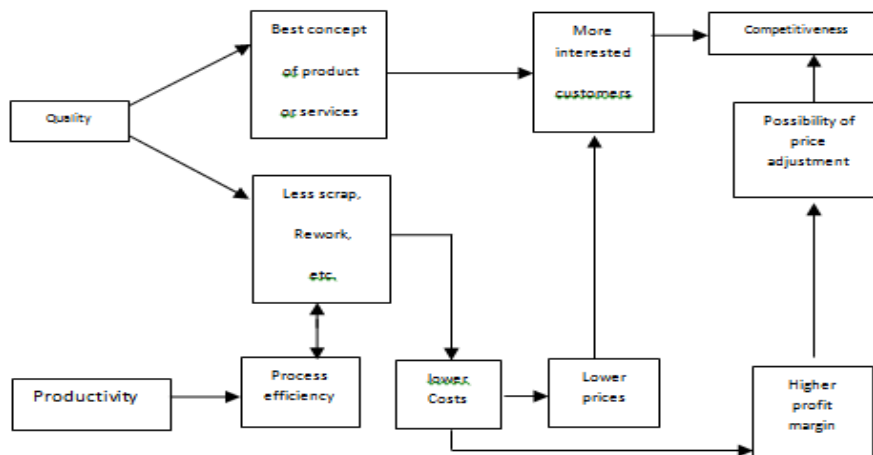 Best concept
of product
or services
More
interested
customers
Competitiveness
Quality
Possibility of
price
adjustment
Less scrap,
Rework,
etc.
Productivity
Process
efficiency
lower
Costs
Lower
prices
Higher
profit
margin